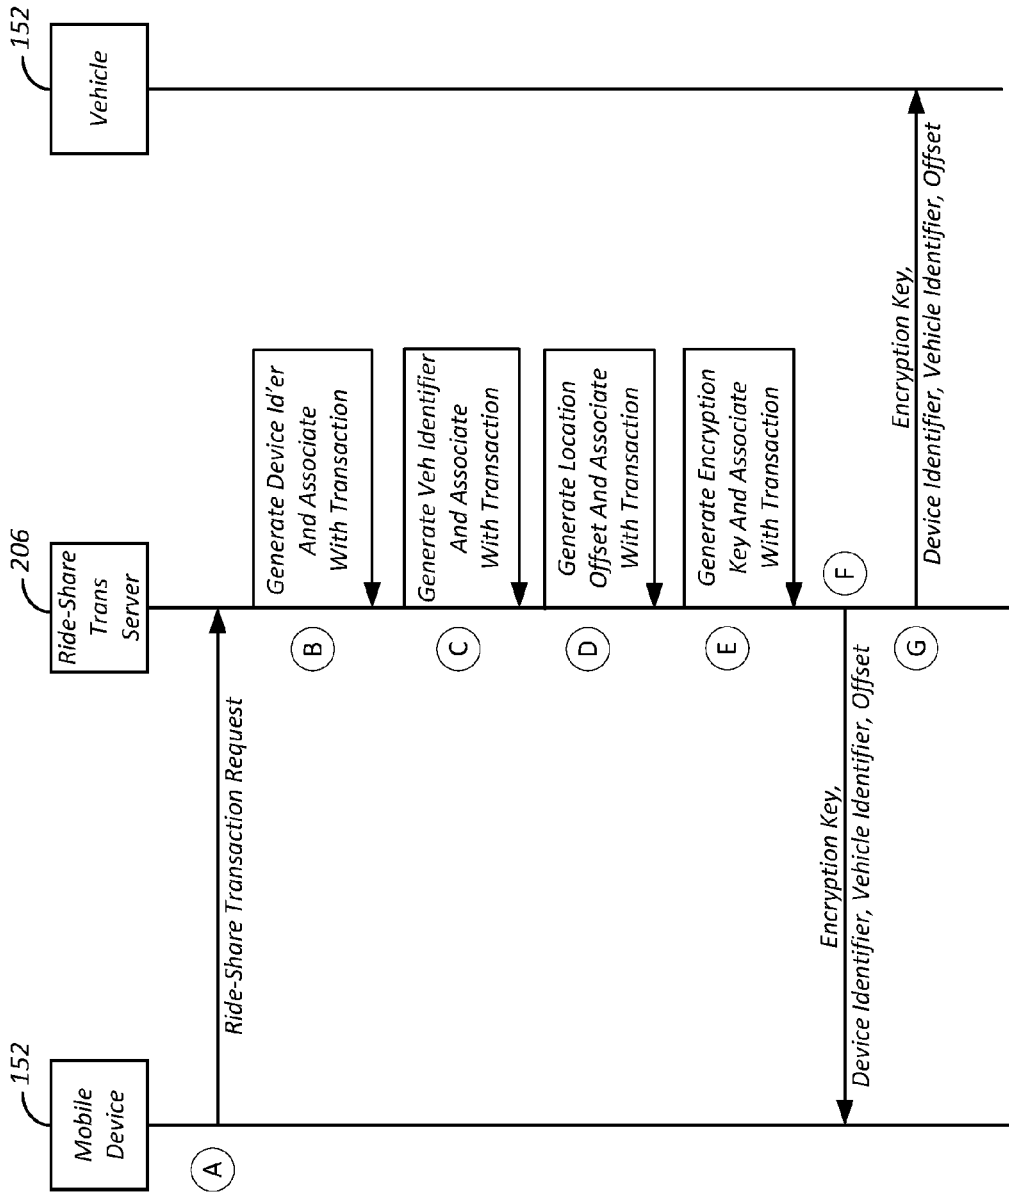 152
Mobile
Device
206
Ride-Share
Trans
Server
152
Vehicle
A
Ride-Share Transaction Request
B
Generate Device Id'er
And Associate
With Transaction
C
Generate Veh Identifier
And Associate
With Transaction
D
Generate Location
Offset And Associate
With Transaction
E
Generate Encryption
Key And Associate
With Transaction
F
Encryption Key,
Device Identifier, Vehicle Identifier, Offset
G
Encryption Key,
Device Identifier, Vehicle Identifier, Offset